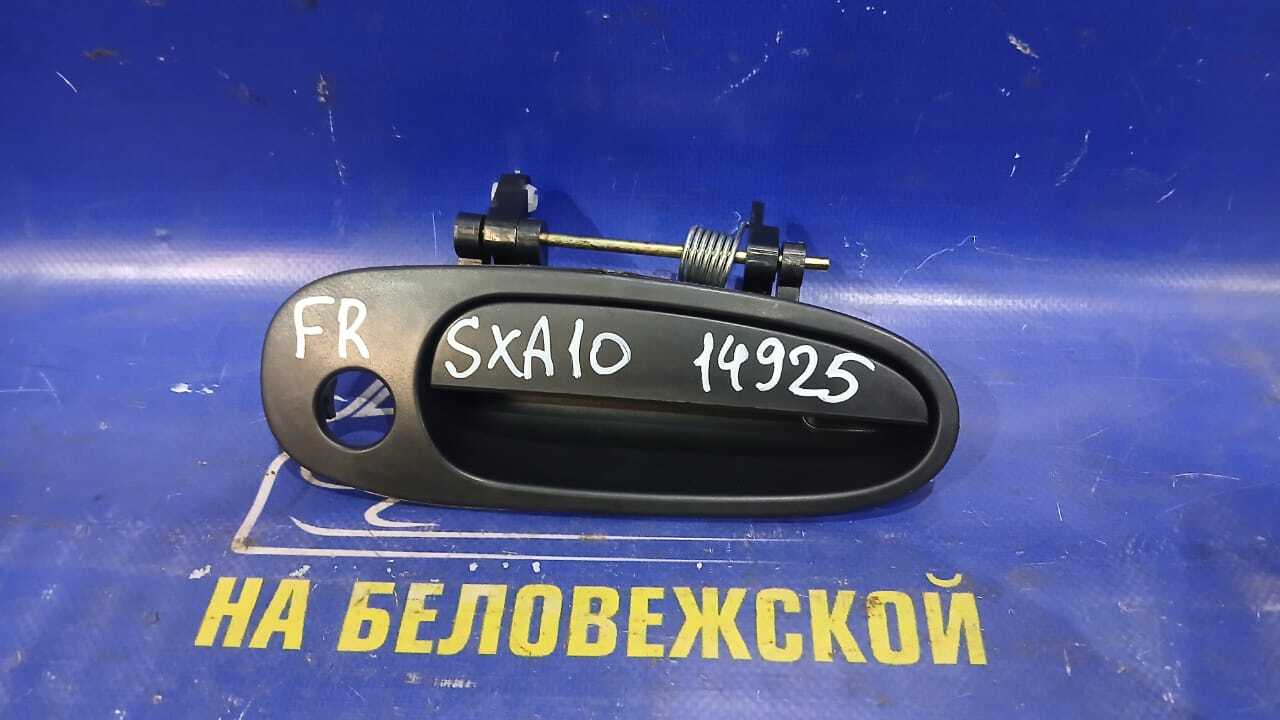 FR SXA10 14925
НА БЕЛОВЕЖСКОЙ